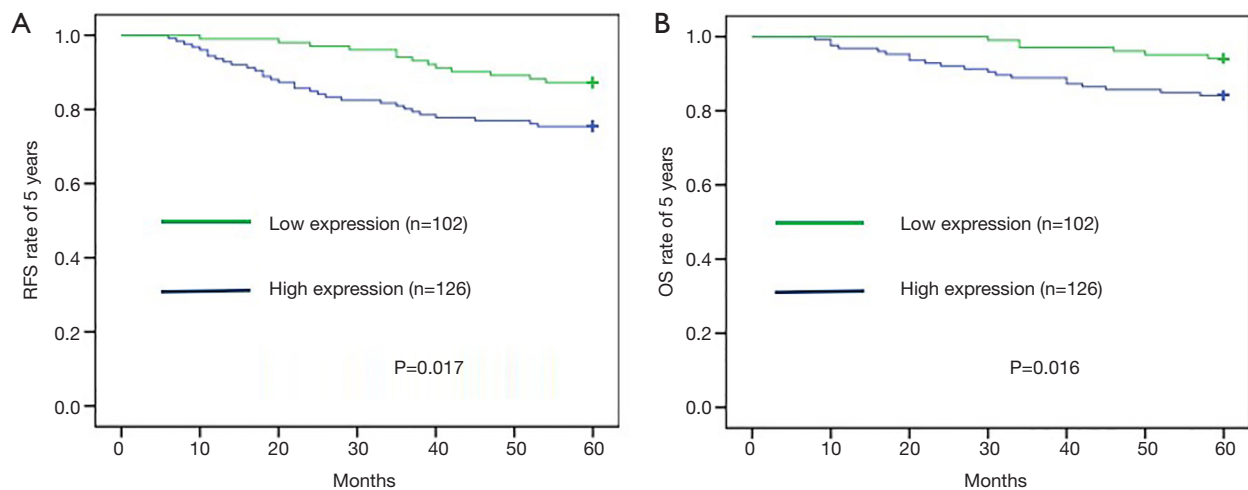 A
RFS rate of 5 years
1.0
0.8
0.6
0.4
0.2
0.0
Low expression (n=102)
High expression (n=126)
P=0.017
0 10 20 30 40 50 60
Months
B
OS rate of 5 years
1.0
0.8
0.6
0.4
0.2
0.0
Low expression (n=102)
High expression (n=126)
P=0.016
0 10 20 30 40 50 60
Months